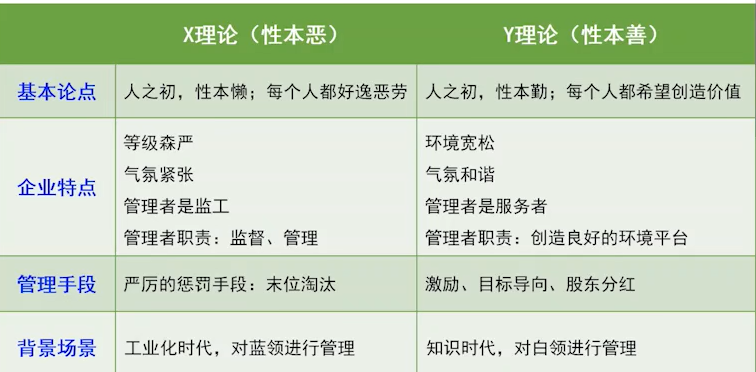 X理论（性本恶）
Y理论（性本善）
基本论点
人之初，性本懒；每个人都好逸恶劳
人之初，性本勤；每个人都希望创造价值
企业特点
等级森严
气氛紧张
管理者是监工
管理者职责：监督、管理
环境宽松
气氛和谐
管理者是服务者
管理者职责：创造良好的环境平台
管理手段
严厉的惩罚手段：末位淘汰
激励、目标导向、股东分红
背景场景
工业化时代，对蓝领进行管理
知识时代，对白领进行管理